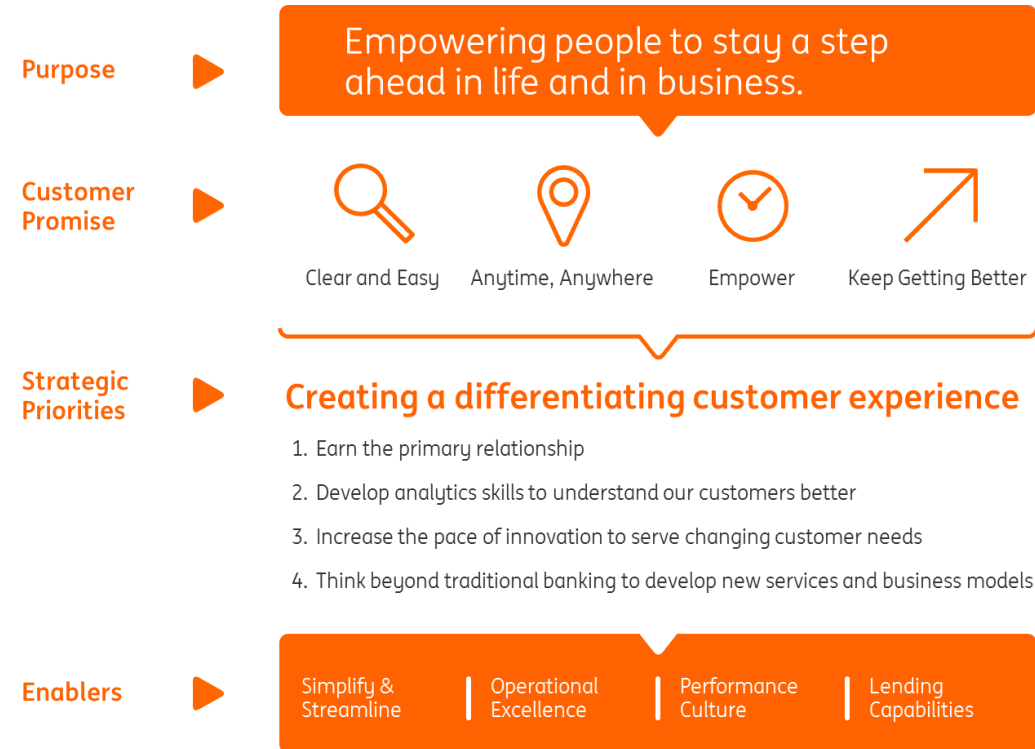 Purpose
Empowering people to stay a step
ahead in life and in business.
Customer
Promise
Clear and Easy
Anytime, Anywhere
Empower
Keep Getting Better
Strategic
Priorities
Creating a differentiating customer experience
1. Earn the primary relationship
2. Develop analytics skills to understand our customers better
3. Increase the pace of innovation to serve changing customer needs
4. Think beyond traditional banking to develop new services and business models
Enablers
Simplify &
Streamline
Operational
Excellence
Performance
Culture
Lending
Capabilities